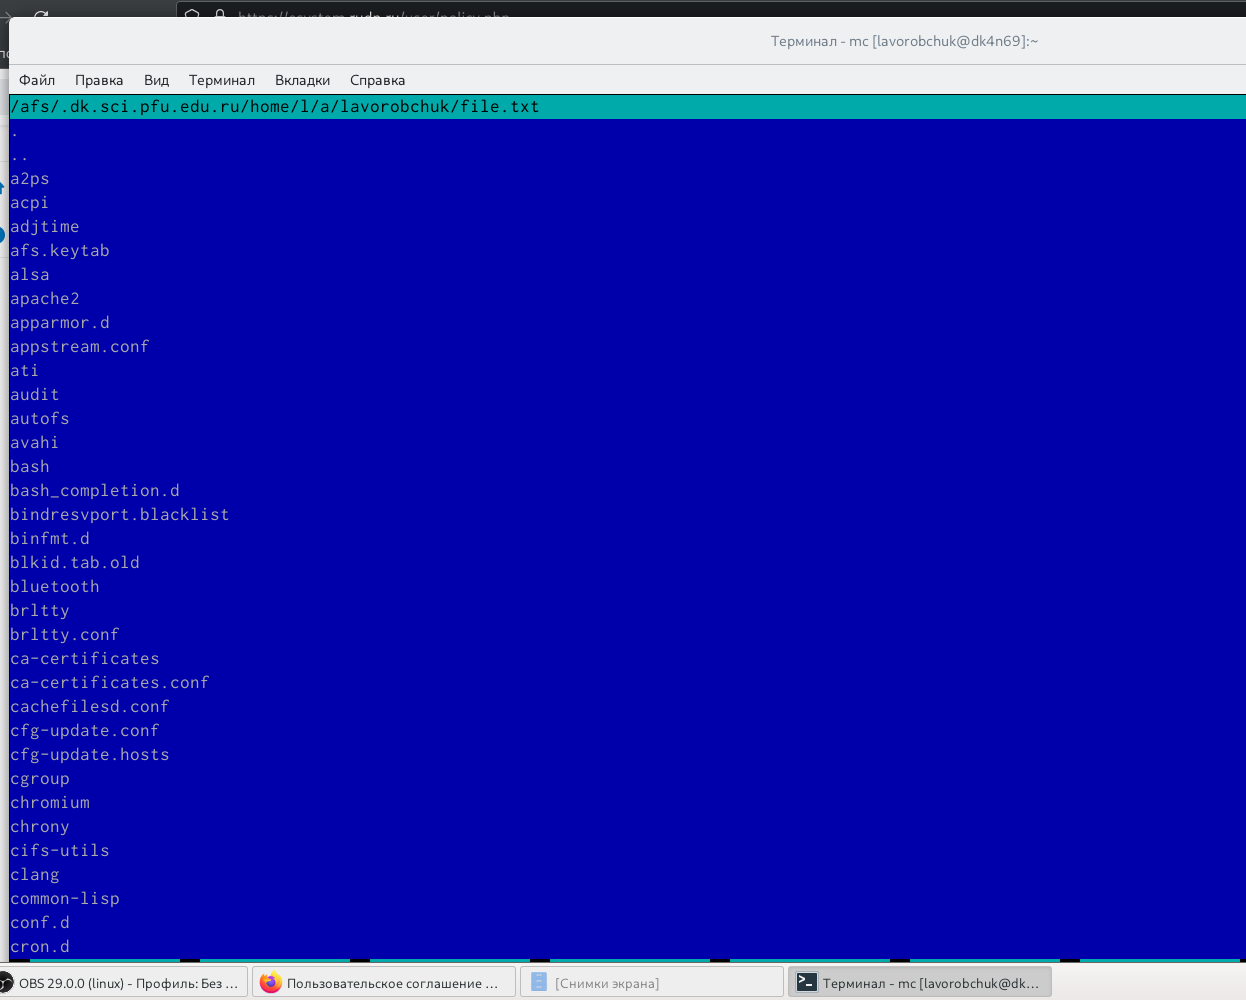 Терминал - mc [lavorobchuk@dk4n69]:~
Файл Правка Вид Терминал Вкладки Справка
/afs/.dk.sci.pfu.edu.ru/home/l/a/lavorobchuk/file.txt
.
..
a2ps
acpi
adjtime
afs.keytab
alsa
apache2
apparmor.d
appstream.conf
ati
audit
autofs
avahi
bash
bash_completion.d
bindresvport.blacklist
binfmt.d
blkid.tab.old
bluetooth
brltty
brltty.conf
ca-certificates
ca-certificates.conf
cachefilesd.conf
cfg-update.conf
cfg-update.hosts
cgroup
chromium
chrony
cifs-utils
clang
common-lisp
conf.d
cron.d
OBS 29.0.0 (linux) - Профиль: Без ... Пользовательское соглашение ... [Снимки экрана] Терминал - mc [lavorobchuk@dk...